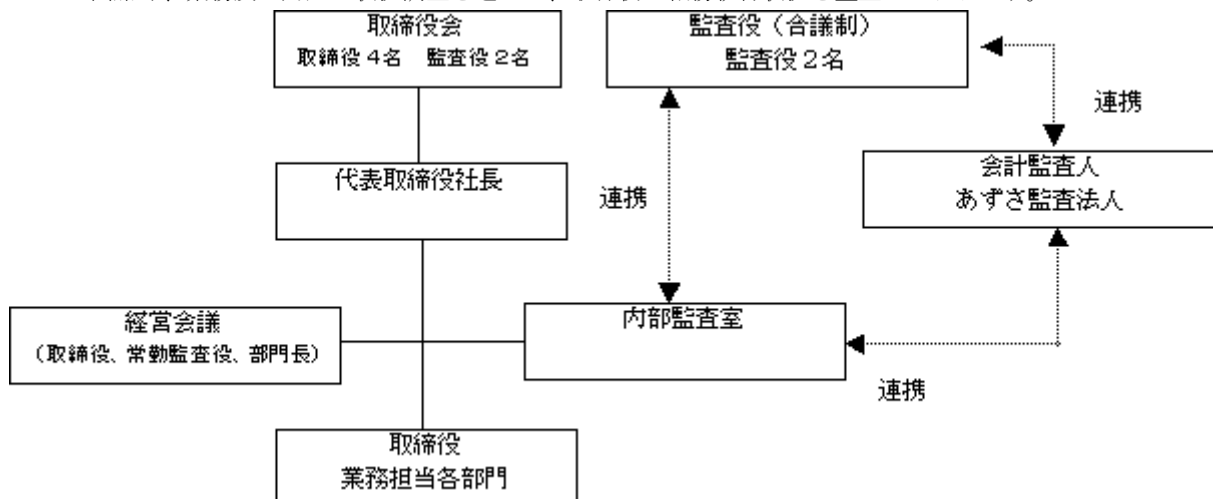 取締役会
取締役4名 監査役2名
監査役（合議制）
監査役2名
連携
代表取締役社長
会計監査人
あずさ監査法人
連携
内部監査室
経営会議
（取締役、常勤監査役、部門長）
連携
取締役
業務担当各部門